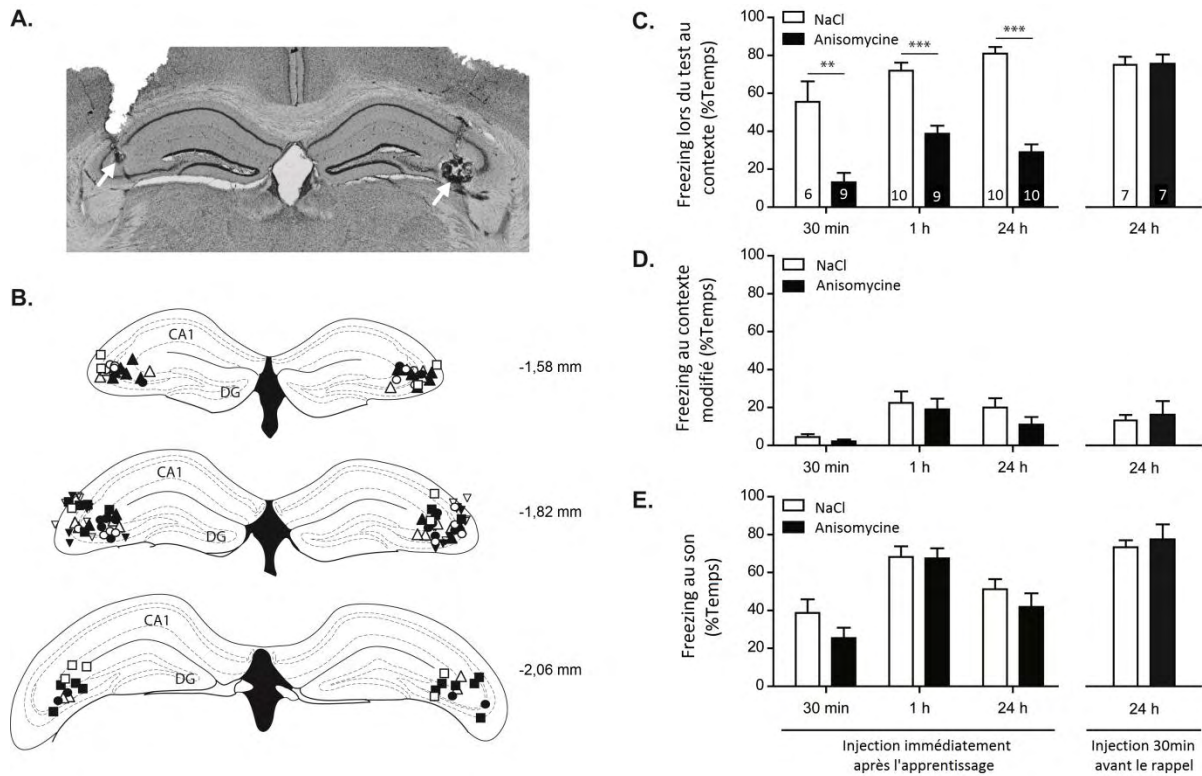 A.
B.
CA1
DG
-1,58 mm
CA1
DG
-1,82 mm
CA1
DG
-2,06 mm
C.
Freezing lors du test au
contexte (%Temps)
100
80
60
40
20
0
NaCl
Anisomycine
**
***
***
6
9
10
9
10
10
7
7
30 min
1 h
24 h
24 h
D.
Freezing au contexte
modifié (%Temps)
100
80
60
40
20
0
NaCl
Anisomycine
30 min
1 h
24 h
24 h
E.
Freezing au son
(%Temps)
100
80
60
40
20
0
NaCl
Anisomycine
30 min
1 h
24 h
24 h
Injection immédiatement
après l'apprentissage
Injection 30min
avant le rappel